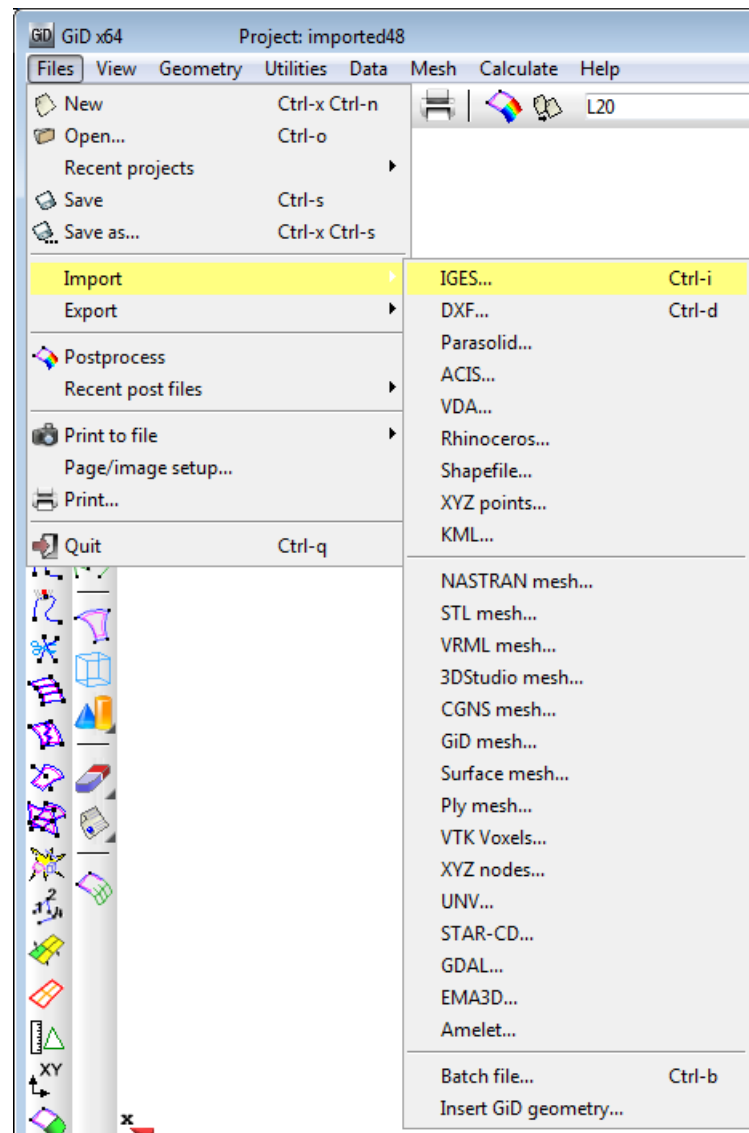 GiD GiD x64 Project: imported48
Files View Geometry Utilities Data Mesh Calculate Help
New Ctrl-x Ctrl-n
L20
Open... Ctrl-o
Recent projects
Save Ctrl-s
Save as... Ctrl-x Ctrl-s
Import
Export
Postprocess
Recent post files
Print to file
Page/image setup...
Print...
Quit Ctrl-q
IGES... Ctrl-i
DXF... Ctrl-d
Parasolid...
ACIS...
VDA...
Rhinoceros...
Shapefile...
XYZ points...
KML...
NASTRAN mesh...
STL mesh...
VRML mesh...
3DStudio mesh...
CGNS mesh...
GiD mesh...
Surface mesh...
Ply mesh...
VTK Voxels...
XYZ nodes...
UNV...
STAR-CD...
GDAL...
EMA3D...
Amelet...
Batch file... Ctrl-b
Insert GiD geometry...
XY
x